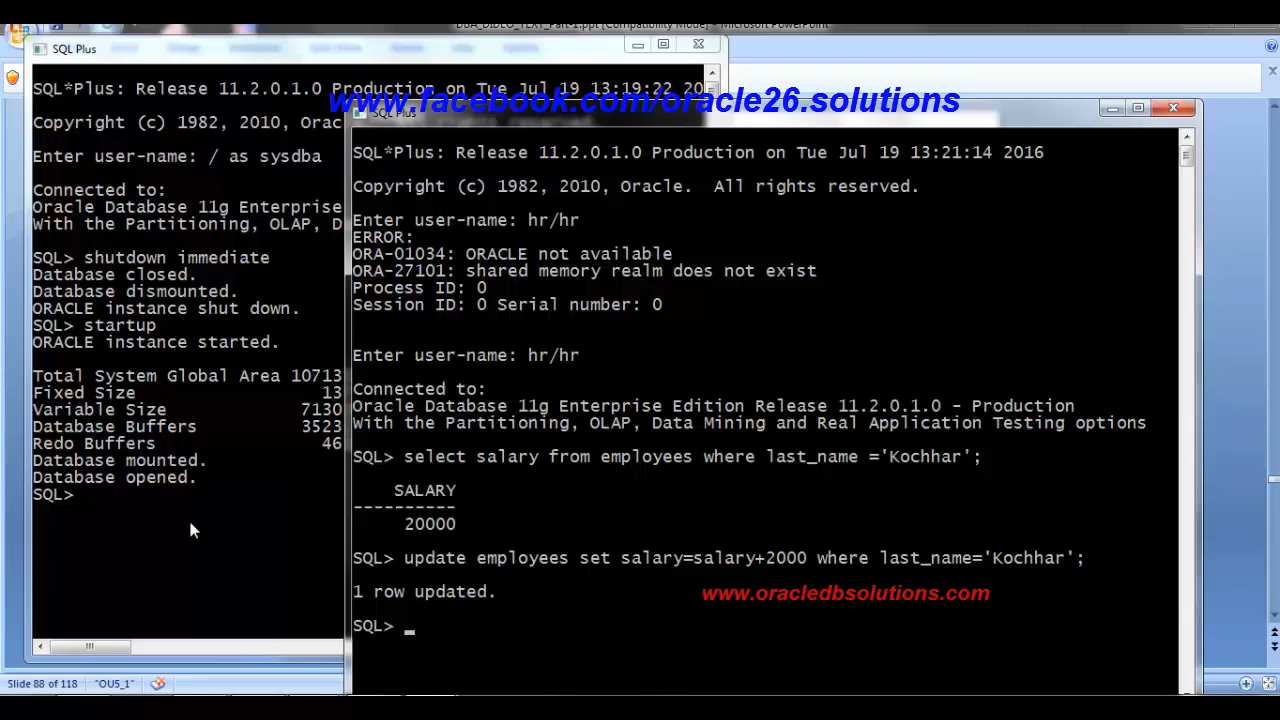 DBA_DIDEO_TEXT_Part-1.ppt [Compatibility Mode] - Microsoft PowerPoint
SQL Plus
SQL*Plus: Release 11.2.0.1.0 Production on Tue Jul 19 13:19:22 20
Copyright (c) 1982, 2010, Orac
Enter user-name: / as sysdba
Connected to:
Oracle Database 11g Enterprise
With the Partitioning, OLAP, D
SQL> shutdown immediate
Database closed.
Database dismounted.
ORACLE instance shut down.
SQL> startup
ORACLE instance started.
Total System Global Area 10713
Fixed Size 13
Variable Size 7130
Database Buffers 3523
Redo Buffers 46
Database mounted.
Database opened.
SQL>
www.facebook.com/oracle26.solutions
SQL Plus
SQL*Plus: Release 11.2.0.1.0 Production on Tue Jul 19 13:21:14 2016
Copyright (c) 1982, 2010, Oracle. All rights reserved.
Enter user-name: hr/hr
ERROR:
ORA-01034: ORACLE not available
ORA-27101: shared memory realm does not exist
Process ID: 0
Session ID: 0 Serial number: 0
Enter user-name: hr/hr
Connected to:
Oracle Database 11g Enterprise Edition Release 11.2.0.1.0 - Production
With the Partitioning, OLAP, Data Mining and Real Application Testing options
SQL> select salary from employees where last_name ='Kochhar';
SALARY
----------
20000
SQL> update employees set salary=salary+2000 where last_name='Kochhar';
1 row updated.
www.oracledbsolutions.com
SQL> _
Slide 88 of 118 "OU5_1"